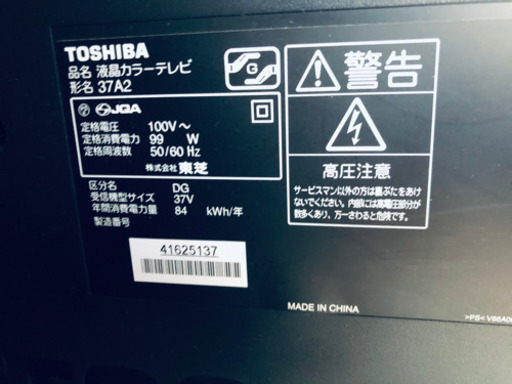 TOSHIBA
品名 液晶カラーテレビ
形名 37A2
G
JQA
定格電圧 100V～
定格消費電力 99 W
定格周波数 50/60 Hz
株式会社 東芝
区分名 DG
受信機型サイズ 37V
年間消費電力量 84 kWh/年
製造番号
41625137
警告
高圧注意
サービスマン以外の方は裏ぶたをあけ
ないでください。内部には高電圧部分が
数多くあり、万一さわると危険です。
MADE IN CHINA
>PS<